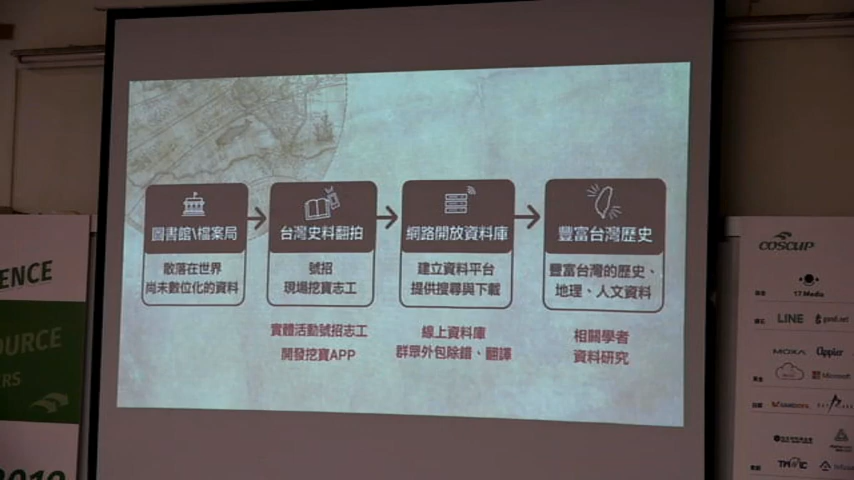 圖書館\檔案局
散落在世界
尚未數位化的資料
台灣史料翻拍
號招
現場挖寶志工
實體活動號招志工
開發挖寶APP
網路開放資料庫
建立資料平台
提供搜尋與下載
線上資料庫
群眾外包除錯、翻譯
豐富台灣歷史
豐富台灣的歷史、
地理、人文資料
相關學者
資料研究
ENCE
OURCE
ERS
2019
COSCUP
17 Media
LINE
gandi.net
MOXA
Appier
Microsoft